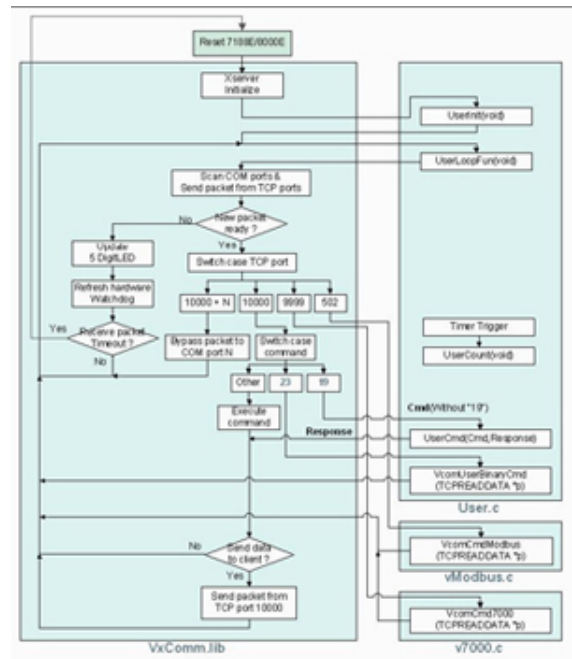 Reset 7188E/8000E
Xserver
Initialize
UserInit(void)
UserLoopFun(void)
Scan COM ports &
Send packet from TCP ports
No
New packet
ready ?
Yes
Update
5 DigitLED
Switch case TCP port
Refresh hardware
Watchdog
10000 + N
10000
9999
502
Yes
Receive packet
Timeout ?
No
Bypass packet to
COM port N
Switch case
command
Timer Trigger
UserCount(void)
Other
23
19
Cmd(Without "19")
Execute
command
Response
UserCmd(Cmd,Response)
VcomUserBinaryCmd
(TCPREADDATA *p)
User.c
No
Send data
to client ?
Yes
VcomCmdModbus
(TCPREADDATA *p)
vModbus.c
Send packet from
TCP port 10000
VcomCmd7000
(TCPREADDATA *p)
VxComm.lib
v7000.c